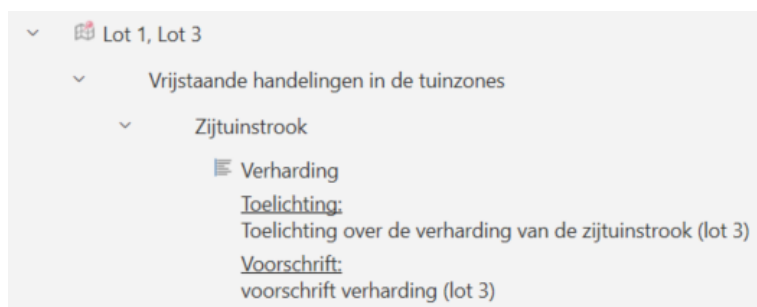 Lot 1, Lot 3
Vrijstaande handelingen in de tuinzones
Zijtuinstrook
Verharding
Toelichting:
Toelichting over de verharding van de zijtuinstrook (lot 3)
Voorschrift:
voorschrift verharding (lot 3)